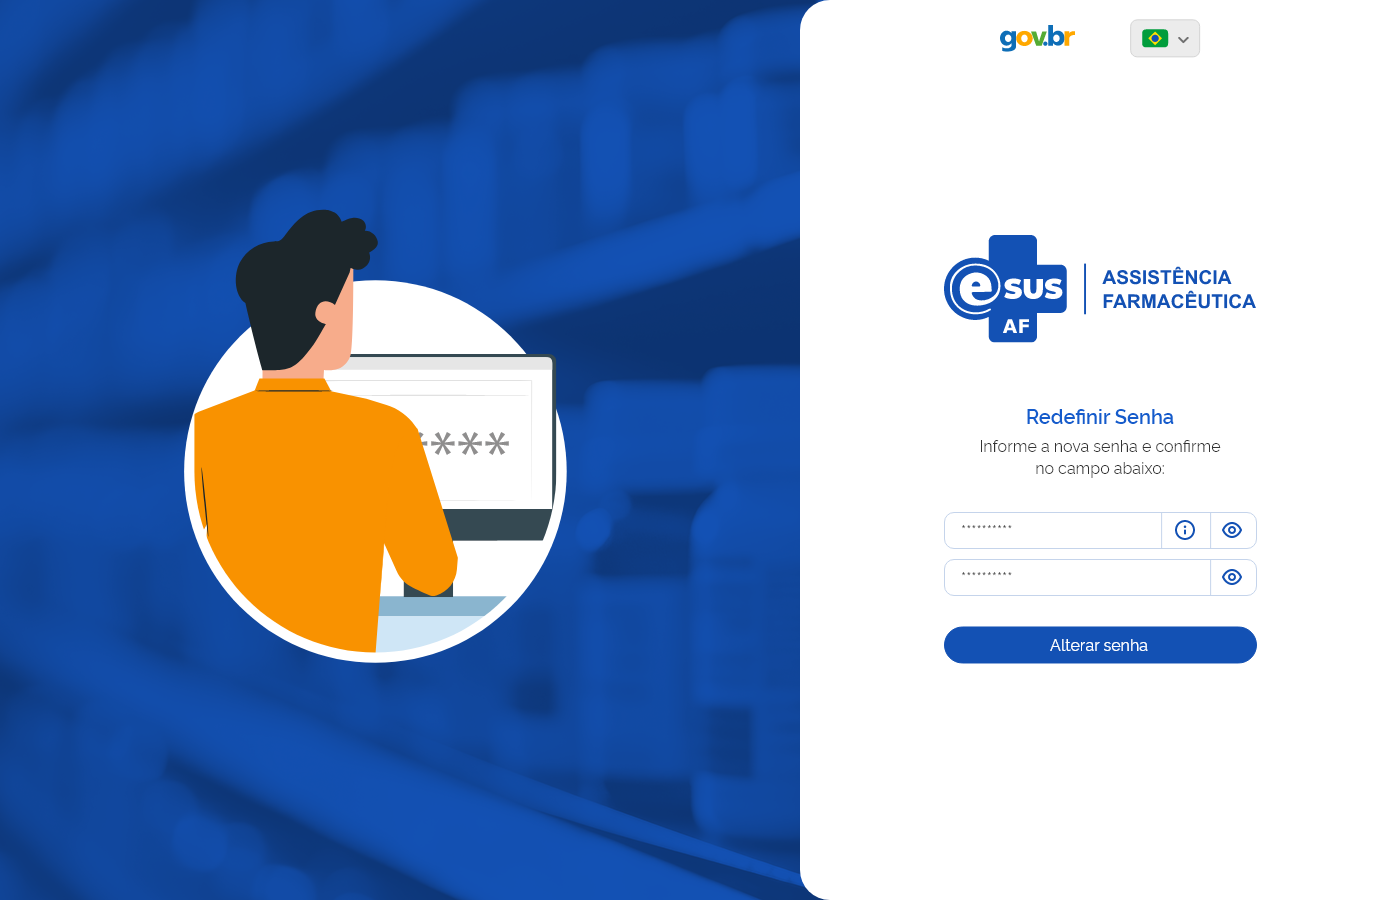 gov.br
e sus
AF
ASSISTÊNCIA
FARMACÊUTICA
****
Redefinir Senha
Informe a nova senha e confirme
no campo abaixo:
**********
**********
Alterar senha